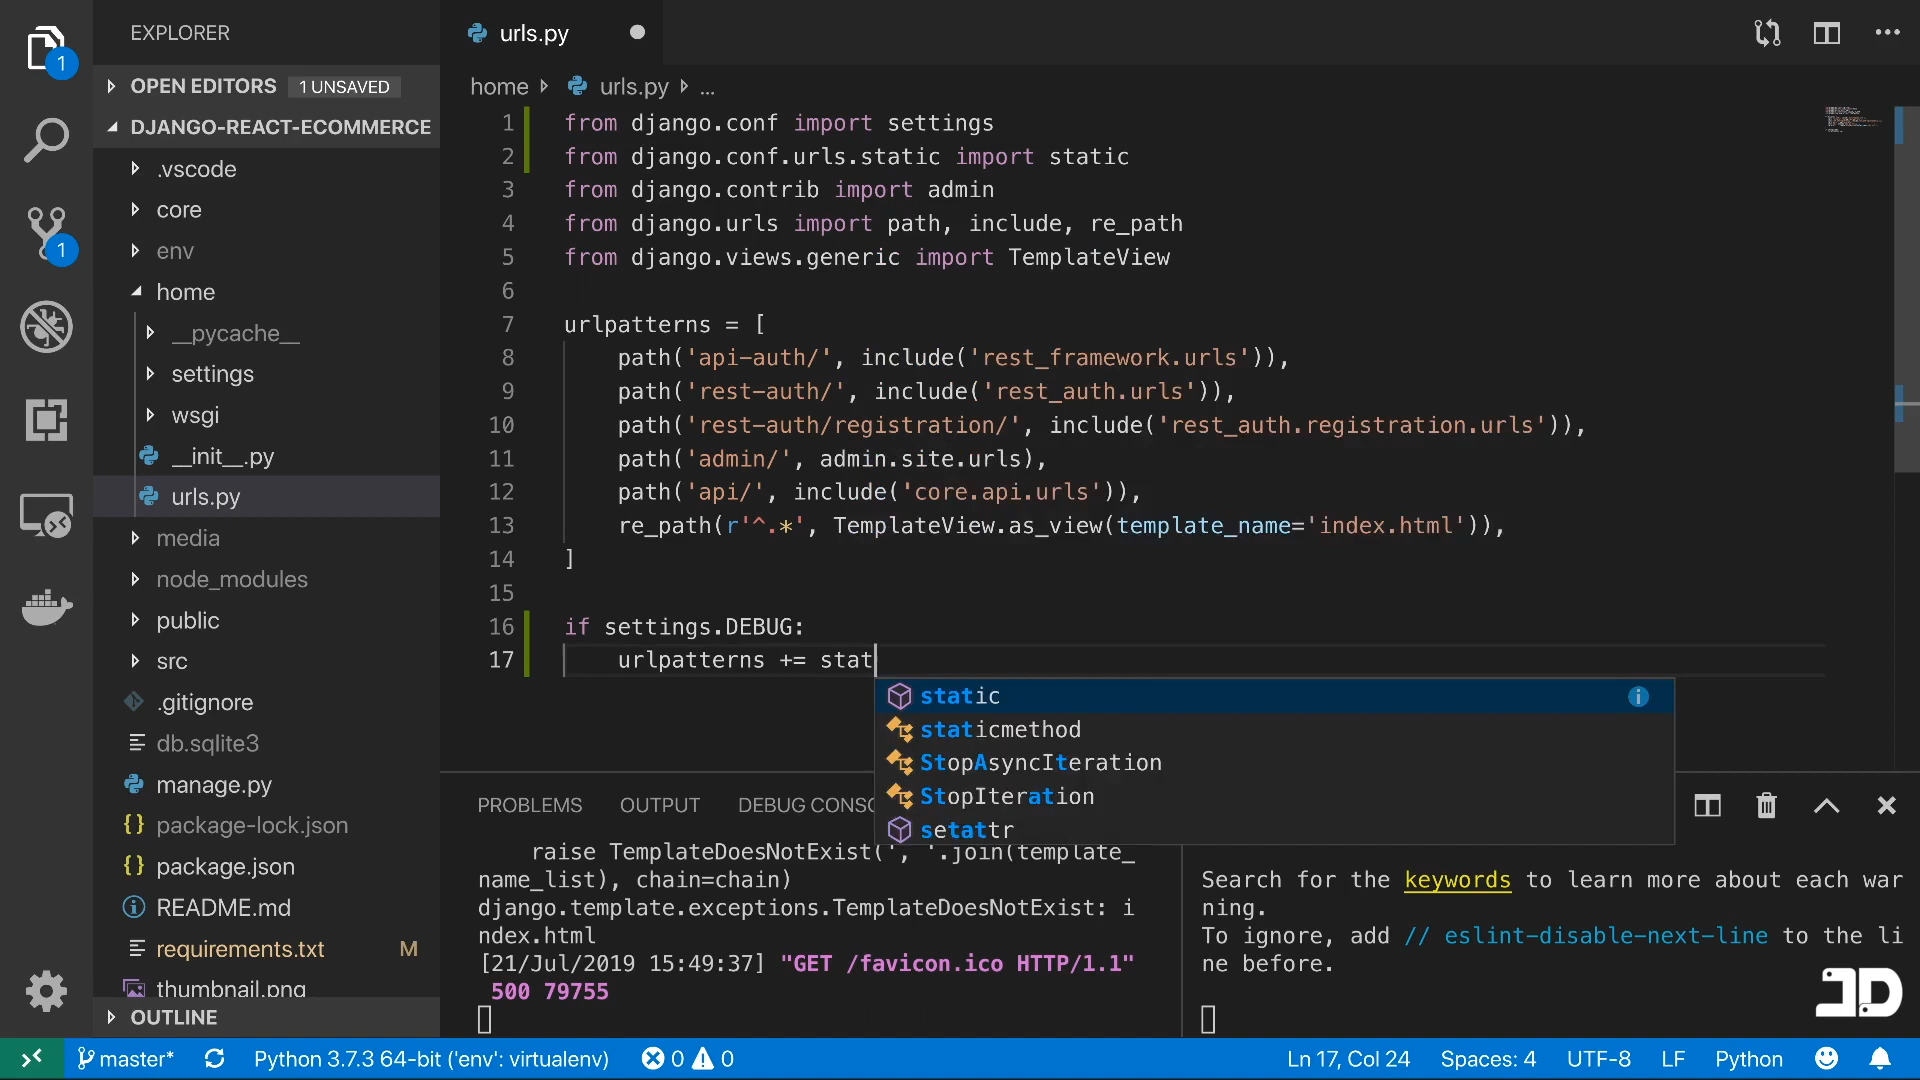 EXPLORER
OPEN EDITORS 1 UNSAVED
DJANGO-REACT-ECOMMERCE
.vscode
core
env
home
__pycache__
settings
wsgi
__init__.py
urls.py
media
node_modules
public
src
.gitignore
db.sqlite3
manage.py
package-lock.json
package.json
README.md
requirements.txt M
thumbnail.png
OUTLINE
1
1
urls.py
home urls.py ...
1 from django.conf import settings
2 from django.conf.urls.static import static
3 from django.contrib import admin
4 from django.urls import path, include, re_path
5 from django.views.generic import TemplateView
6
7 urlpatterns = [
8 path('api-auth/', include('rest_framework.urls')),
9 path('rest-auth/', include('rest_auth.urls')),
10 path('rest-auth/registration/', include('rest_auth.registration.urls')),
11 path('admin/', admin.site.urls),
12 path('api/', include('core.api.urls')),
13 re_path(r'^.*', TemplateView.as_view(template_name='index.html')),
14 ]
15
16 if settings.DEBUG:
17 urlpatterns += stat
static
staticmethod
StopAsyncIteration
StopIteration
setattr
PROBLEMS OUTPUT DEBUG CONSO
raise TemplateDoesNotExist(', '.join(template_
name_list), chain=chain)
django.template.exceptions.TemplateDoesNotExist: i
ndex.html
[21/Jul/2019 15:49:37] "GET /favicon.ico HTTP/1.1"
500 79755
Search for the keywords to learn more about each war
ning.
To ignore, add // eslint-disable-next-line to the li
ne before.
JD
master* Python 3.7.3 64-bit ('env': virtualenv) 0 0 Ln 17, Col 24 Spaces: 4 UTF-8 LF Python